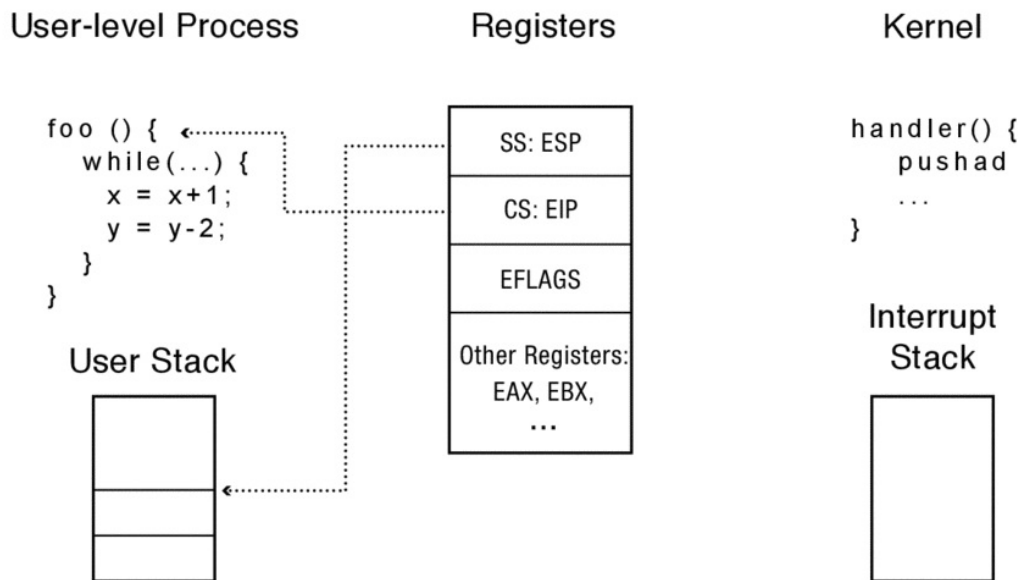 User-level Process
foo () {
while(...) {
x = x+1;
y = y-2;
}
}
User Stack
Registers
SS: ESP
CS: EIP
EFLAGS
Other Registers:
EAX, EBX,
...
Kernel
handler() {
pushad
...
}
Interrupt
Stack